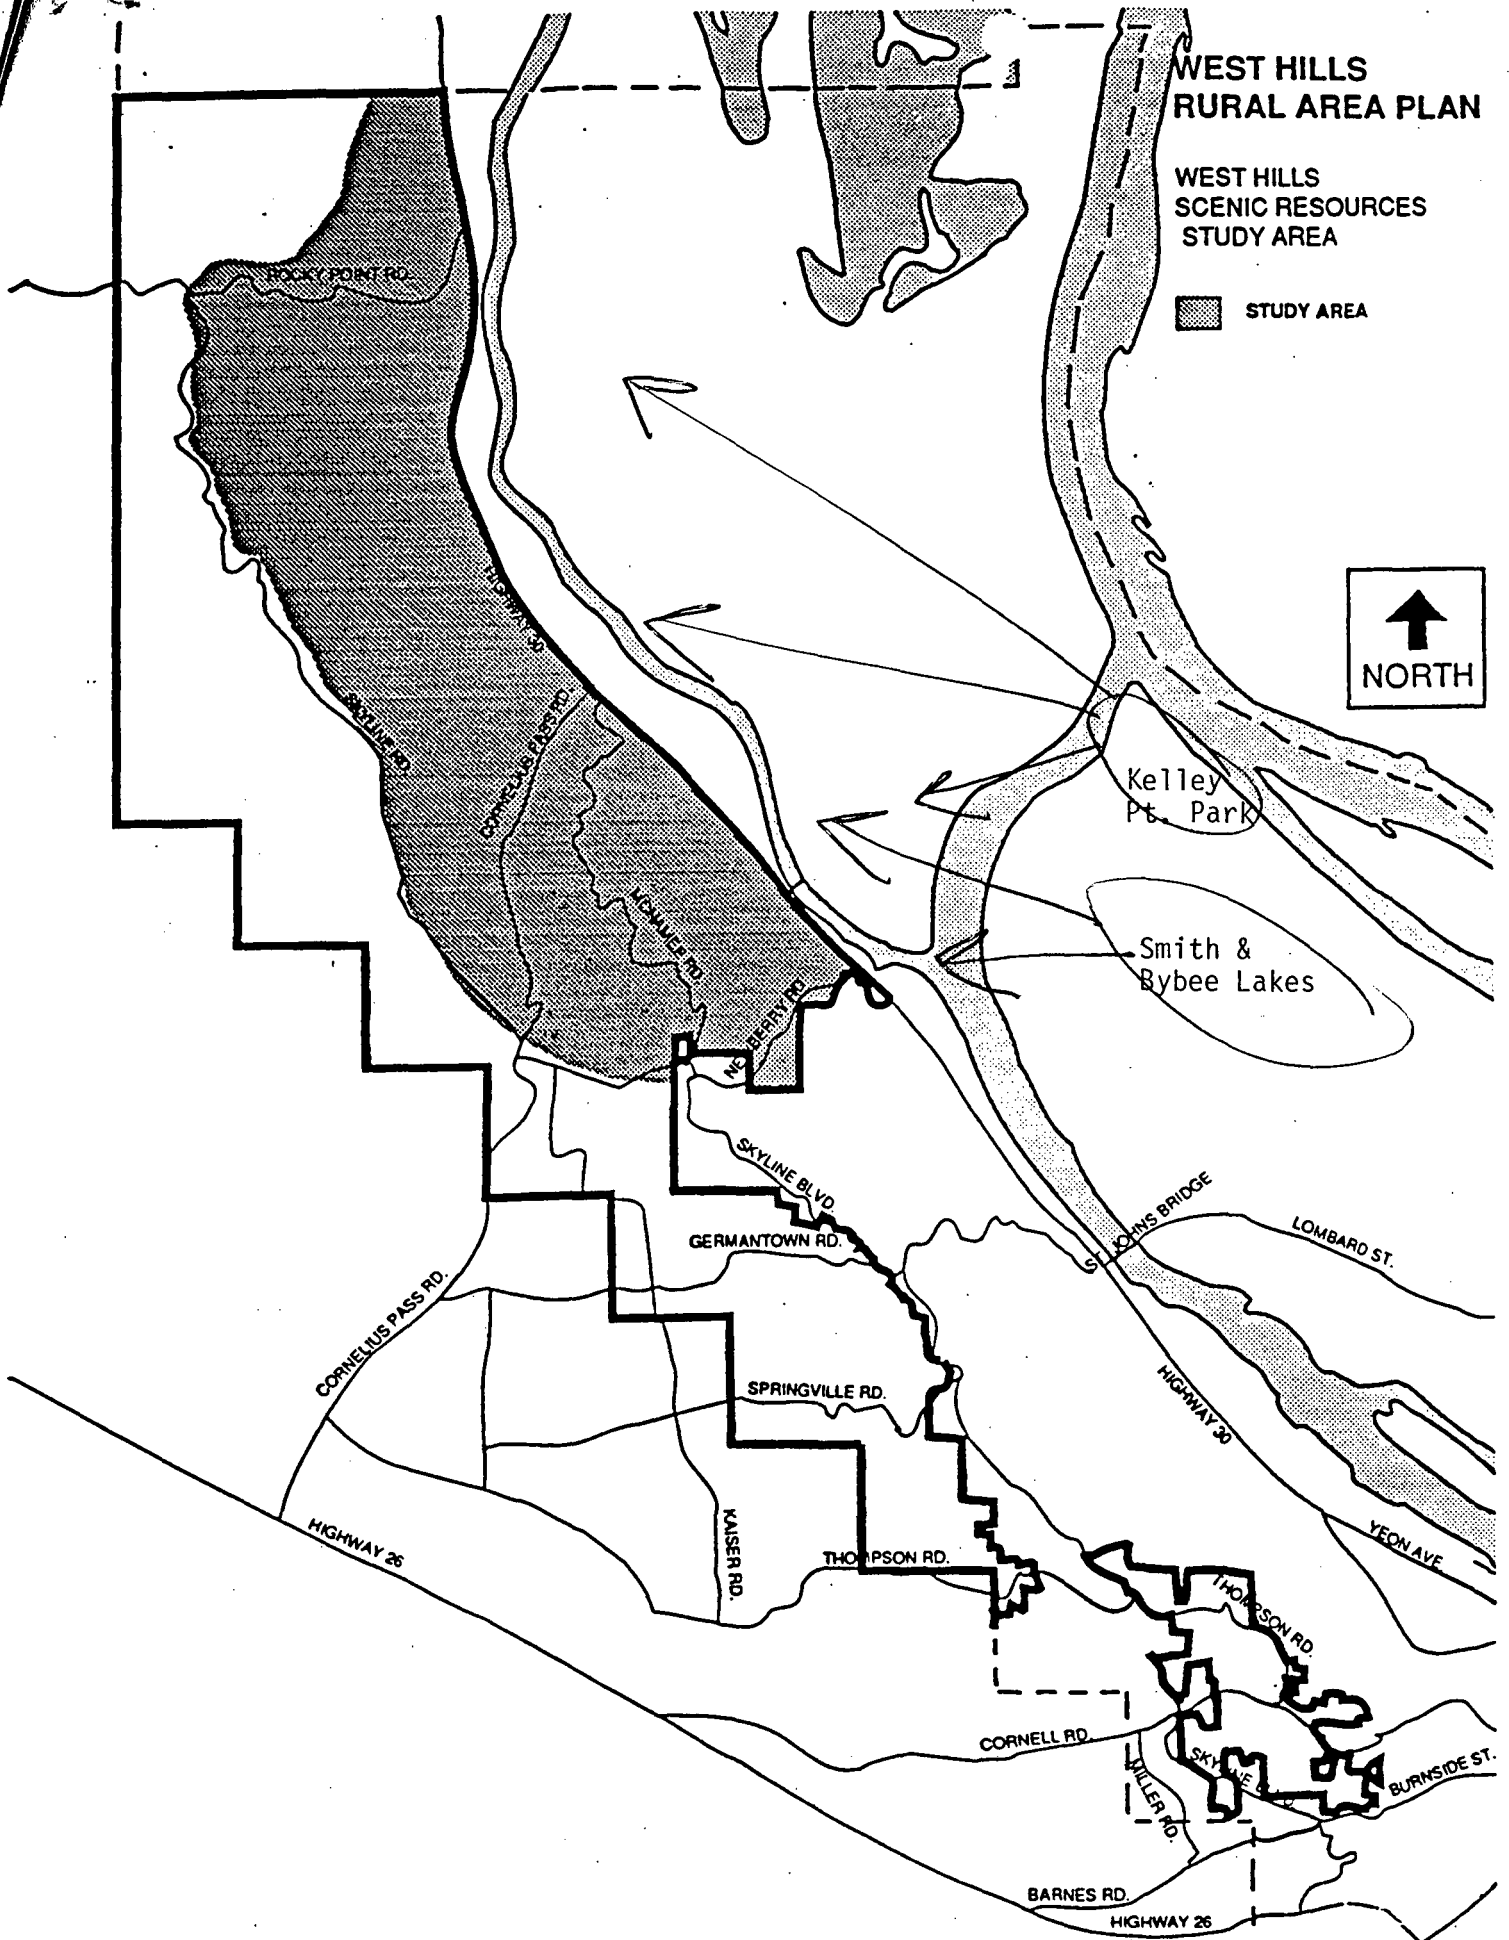 WEST HILLS
RURAL AREA PLAN
WEST HILLS
SCENIC RESOURCES
STUDY AREA
STUDY AREA
ROCKY POINT RD.
HIGHWAY 30
NORTH
SKYLINE RD.
CORNELIUS PASS RD.
Kelley
Pt. Park
MCNAMEE RD.
Smith &
Bybee Lakes
NEWBERRY RD.
SKYLINE BLVD.
ST. JOHNS BRIDGE
LOMBARD ST.
GERMANTOWN RD.
CORNELIUS PASS RD.
SPRINGVILLE RD.
HIGHWAY 30
HIGHWAY 26
KAISER RD.
THOMPSON RD.
YEON AVE
THOMPSON RD.
CORNELL RD.
MILLER RD.
SKYLINE BLVD
BURNSIDE ST.
BARNES RD.
HIGHWAY 26